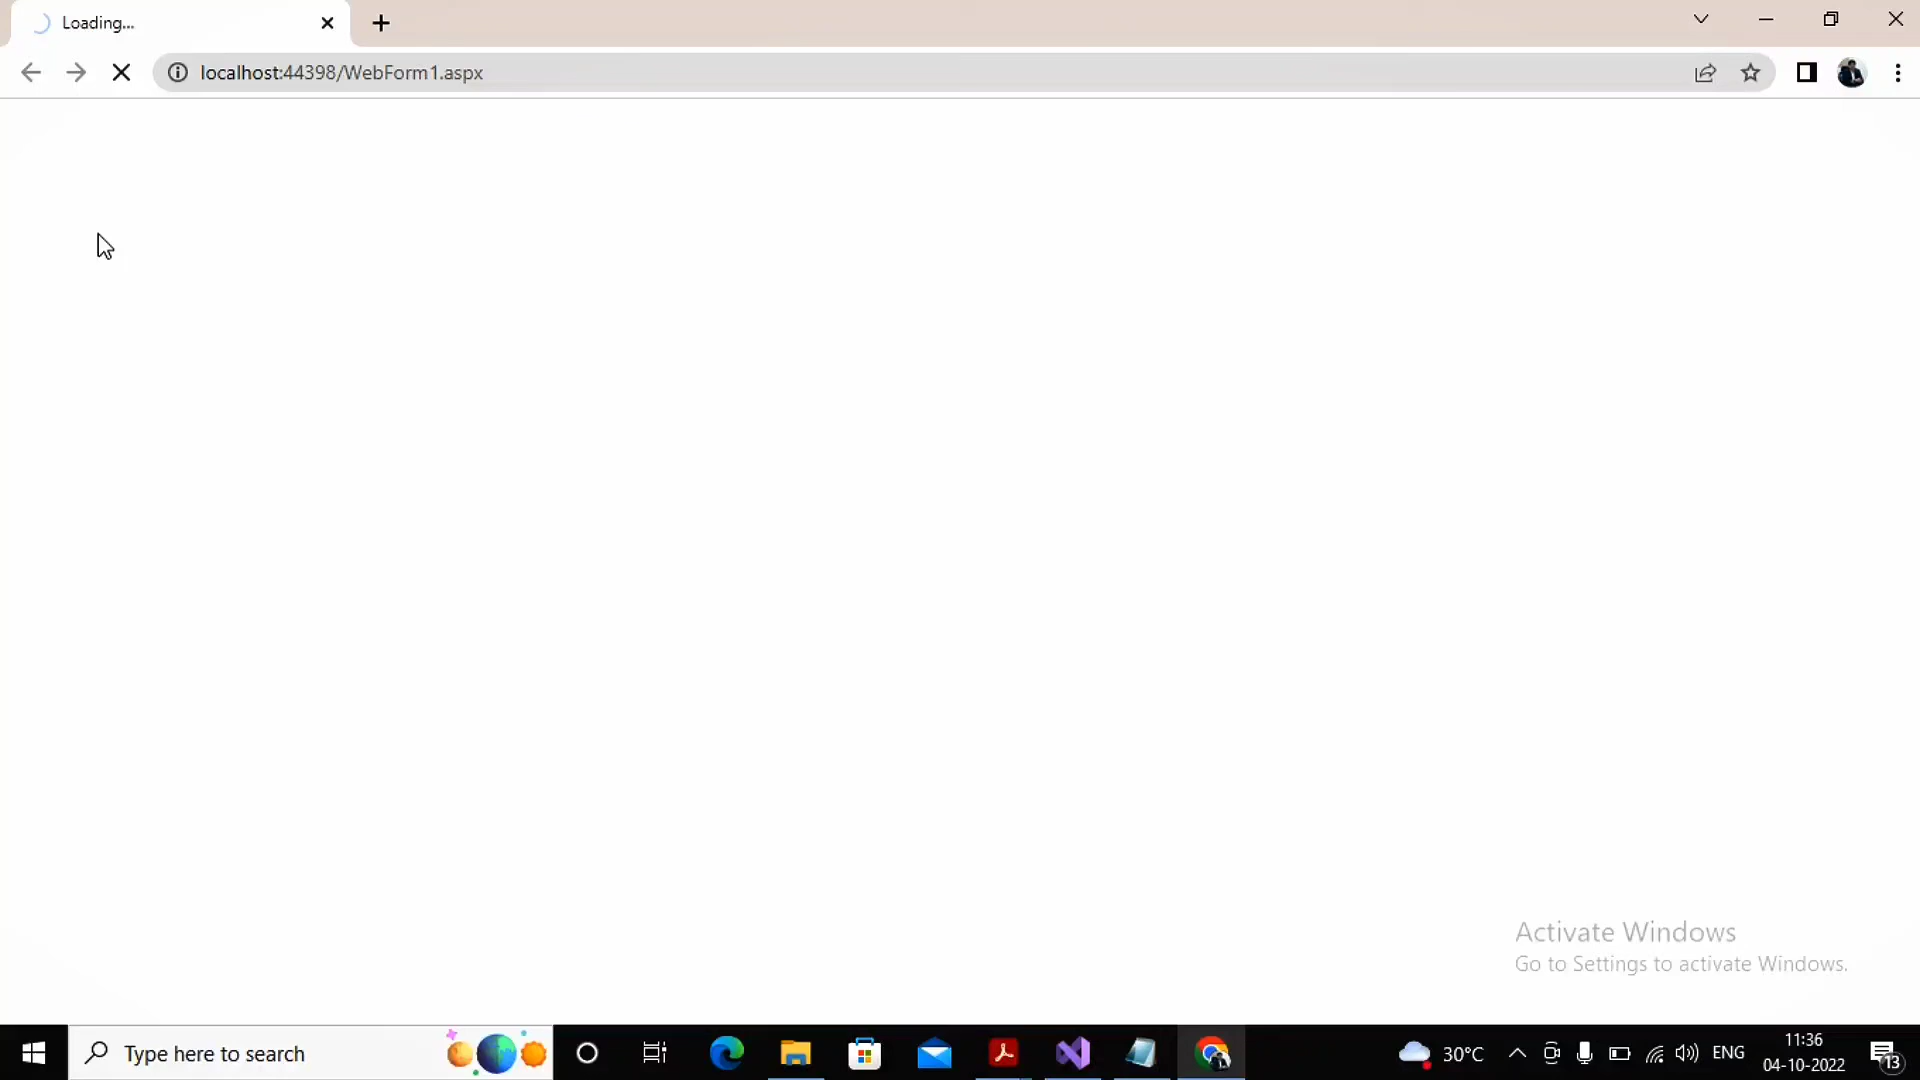 Loading...
localhost:44398/WebForm1.aspx
Activate Windows
Go to Settings to activate Windows.
Type here to search
30°C
ENG
11:36
04-10-2022
13